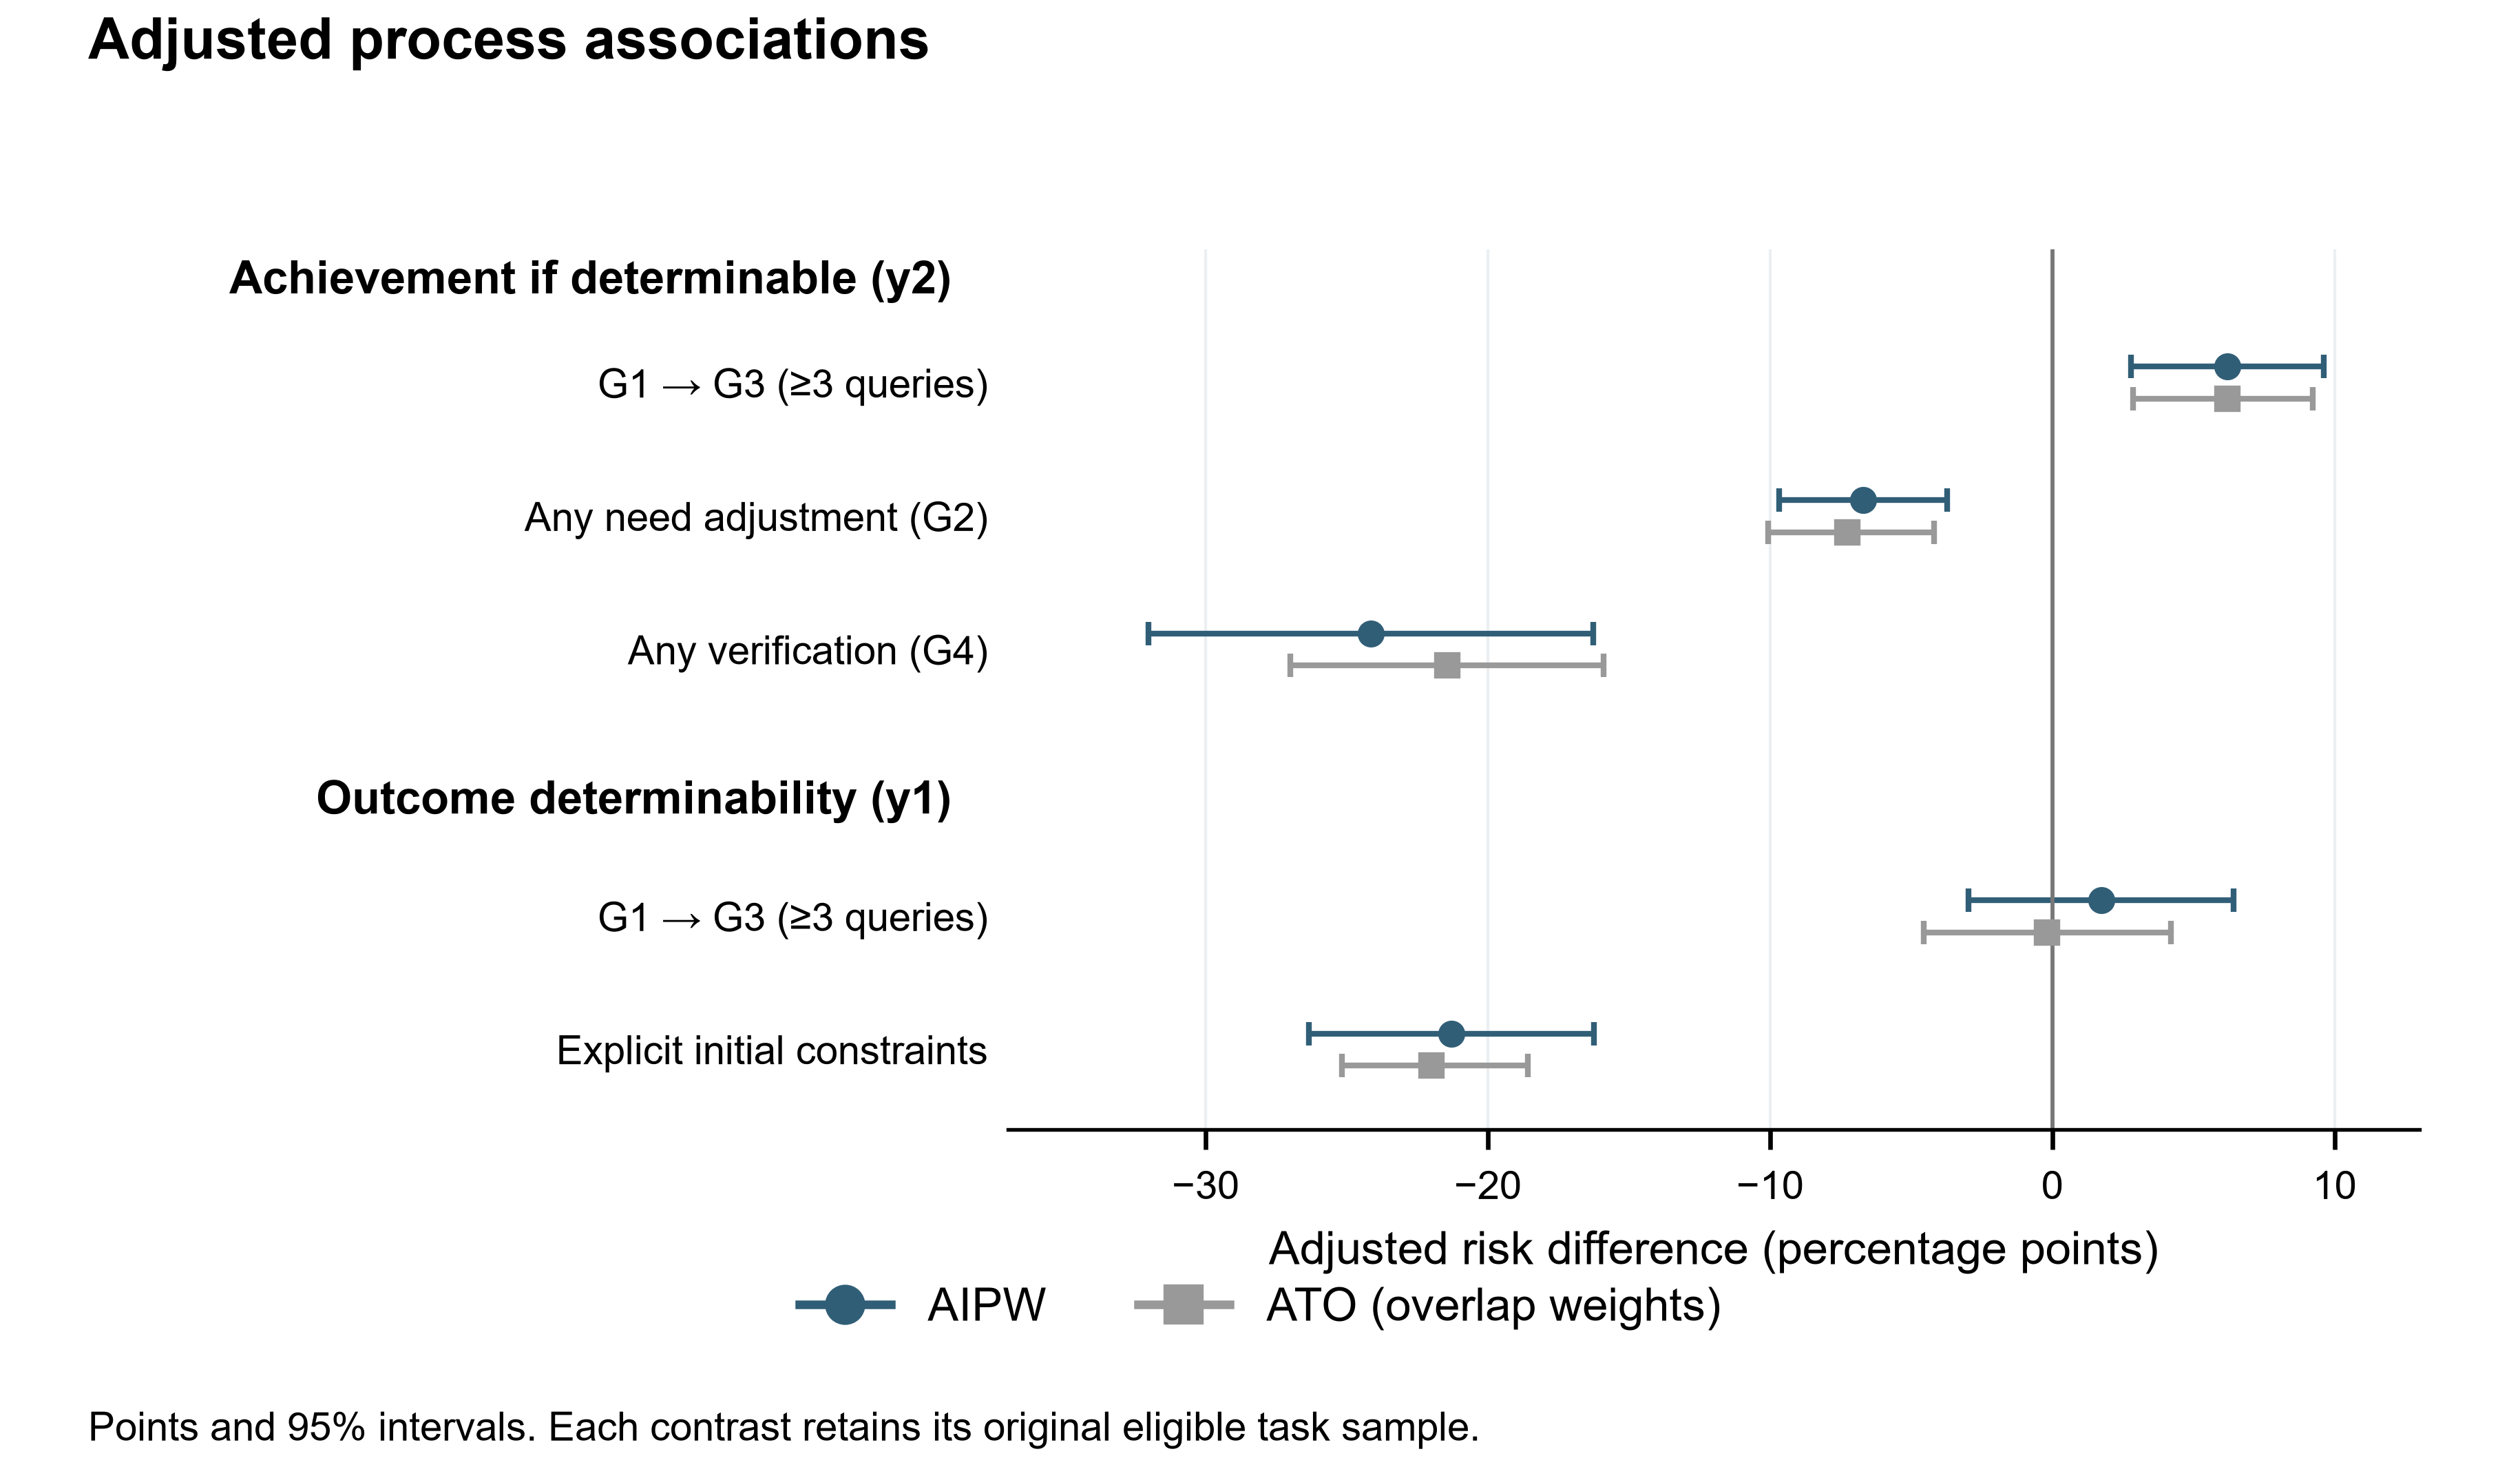 Adjusted process associations
Achievement if determinable (y2)
G1 → G3 (≥3 queries)
Any need adjustment (G2)
Any verification (G4)
Outcome determinability (y1)
G1 → G3 (≥3 queries)
Explicit initial constraints
−30 −20 −10 0 10
Adjusted risk difference (percentage points)
AIPW ATO (overlap weights)
Points and 95% intervals. Each contrast retains its original eligible task sample.